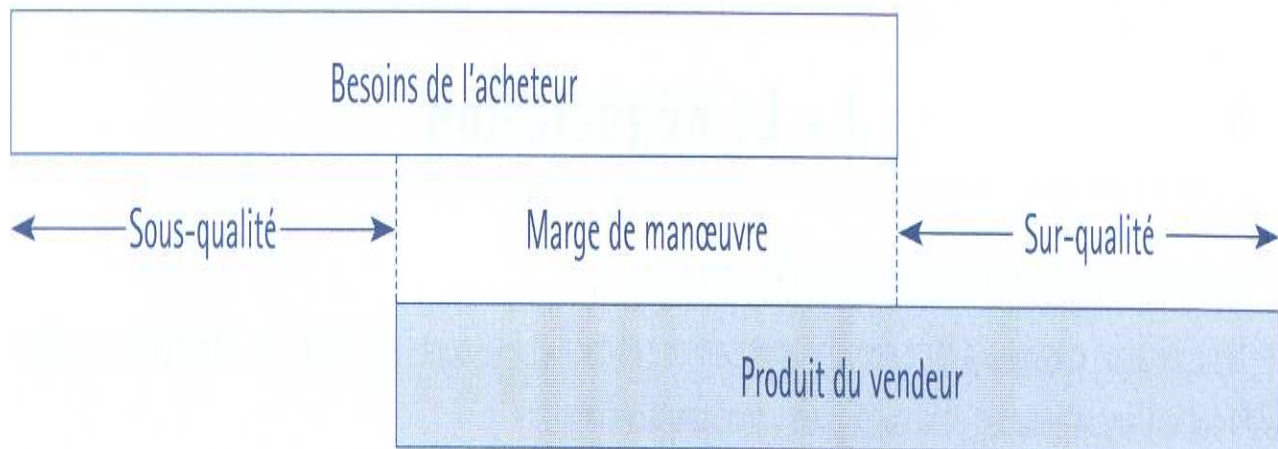 Besoins de l'acheteur
Sous-qualité
Marge de manœuvre
Sur-qualité
Produit du vendeur